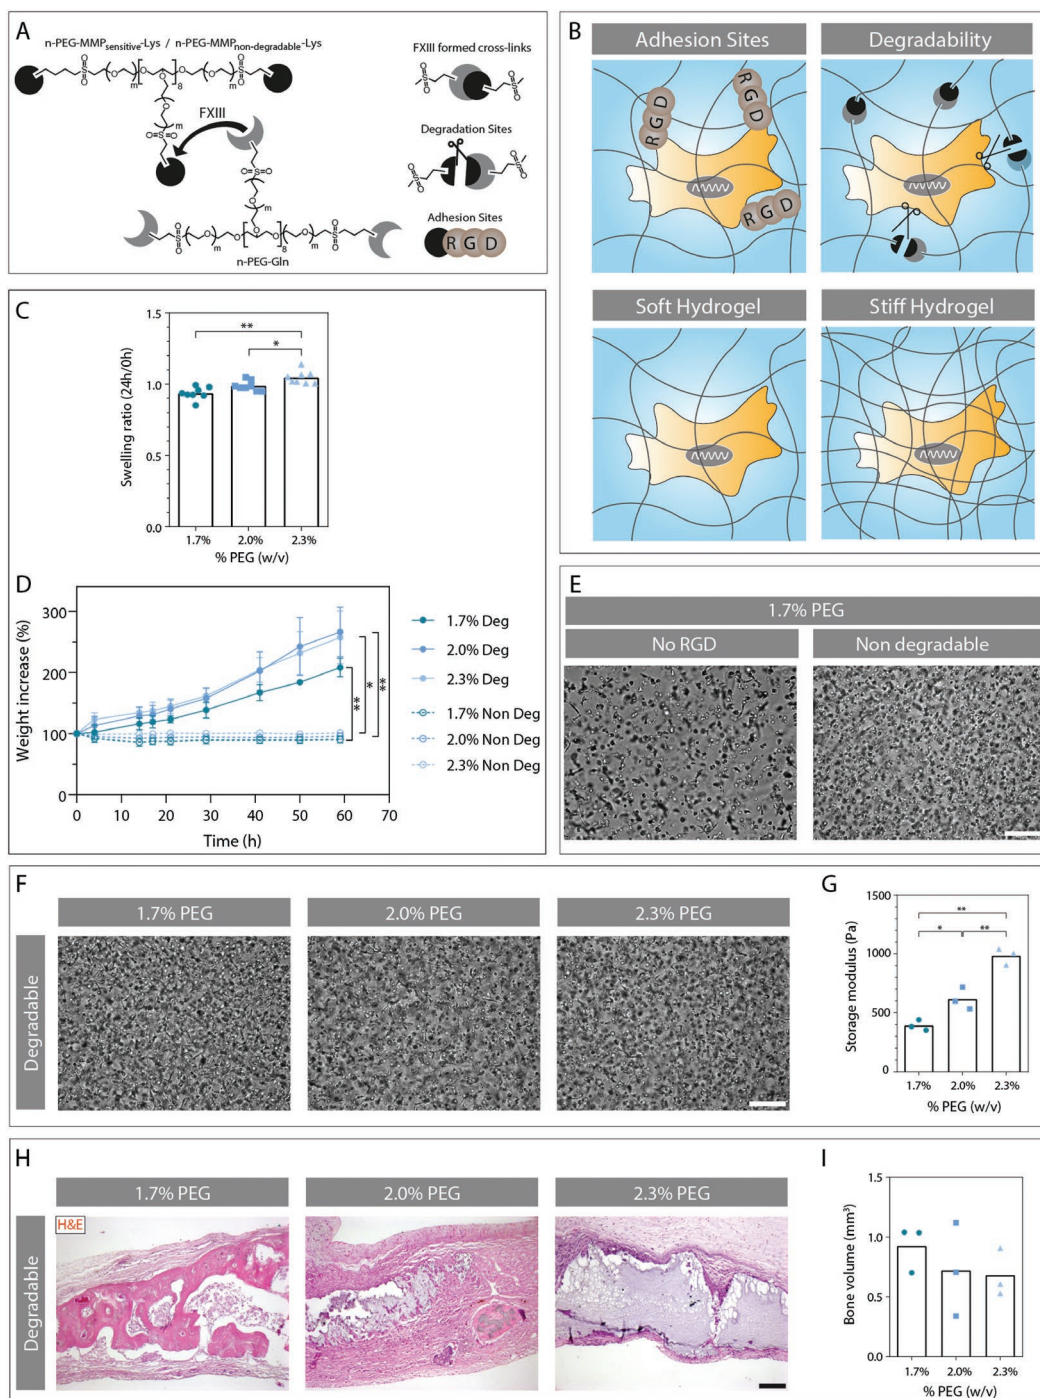 A
n-PEG-MMPsensitive-Lys / n-PEG-MMPnon-degradable-Lys
FXIII
n-PEG-Gln
FXIII formed cross-links
Degradation Sites
Adhesion Sites
RGD
B
Adhesion Sites
Degradability
RGD
RGD
RGD
Soft Hydrogel
Stiff Hydrogel
C
Swelling ratio (24h/0h)
1.5
1.0
0.5
0.0
**
*
1.7%
2.0%
2.3%
% PEG (w/v)
D
Weight increase (%)
300
200
100
0
0 10 20 30 40 50 60 70
Time (h)
**
*
**
1.7% Deg
2.0% Deg
2.3% Deg
1.7% Non Deg
2.0% Non Deg
2.3% Non Deg
E
1.7% PEG
No RGD
Non degradable
F
1.7% PEG
2.0% PEG
2.3% PEG
Degradable
G
Storage modulus (Pa)
1500
1000
500
0
**
*
**
1.7% 2.0% 2.3%
% PEG (w/v)
H
1.7% PEG
2.0% PEG
2.3% PEG
Degradable
H&E
I
Bone volume (mm³)
1.5
1.0
0.5
0.0
1.7% 2.0% 2.3%
% PEG (w/v)